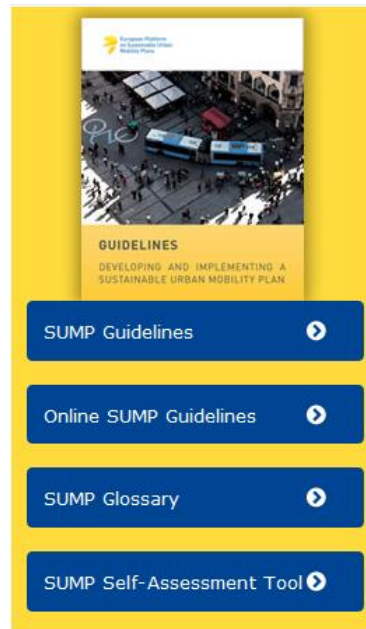 European Platform
on Sustainable Urban
Mobility Plans
GUIDELINES
DEVELOPING AND IMPLEMENTING A
SUSTAINABLE URBAN MOBILITY PLAN
SUMP Guidelines
Online SUMP Guidelines
SUMP Glossary
SUMP Self-Assessment Tool